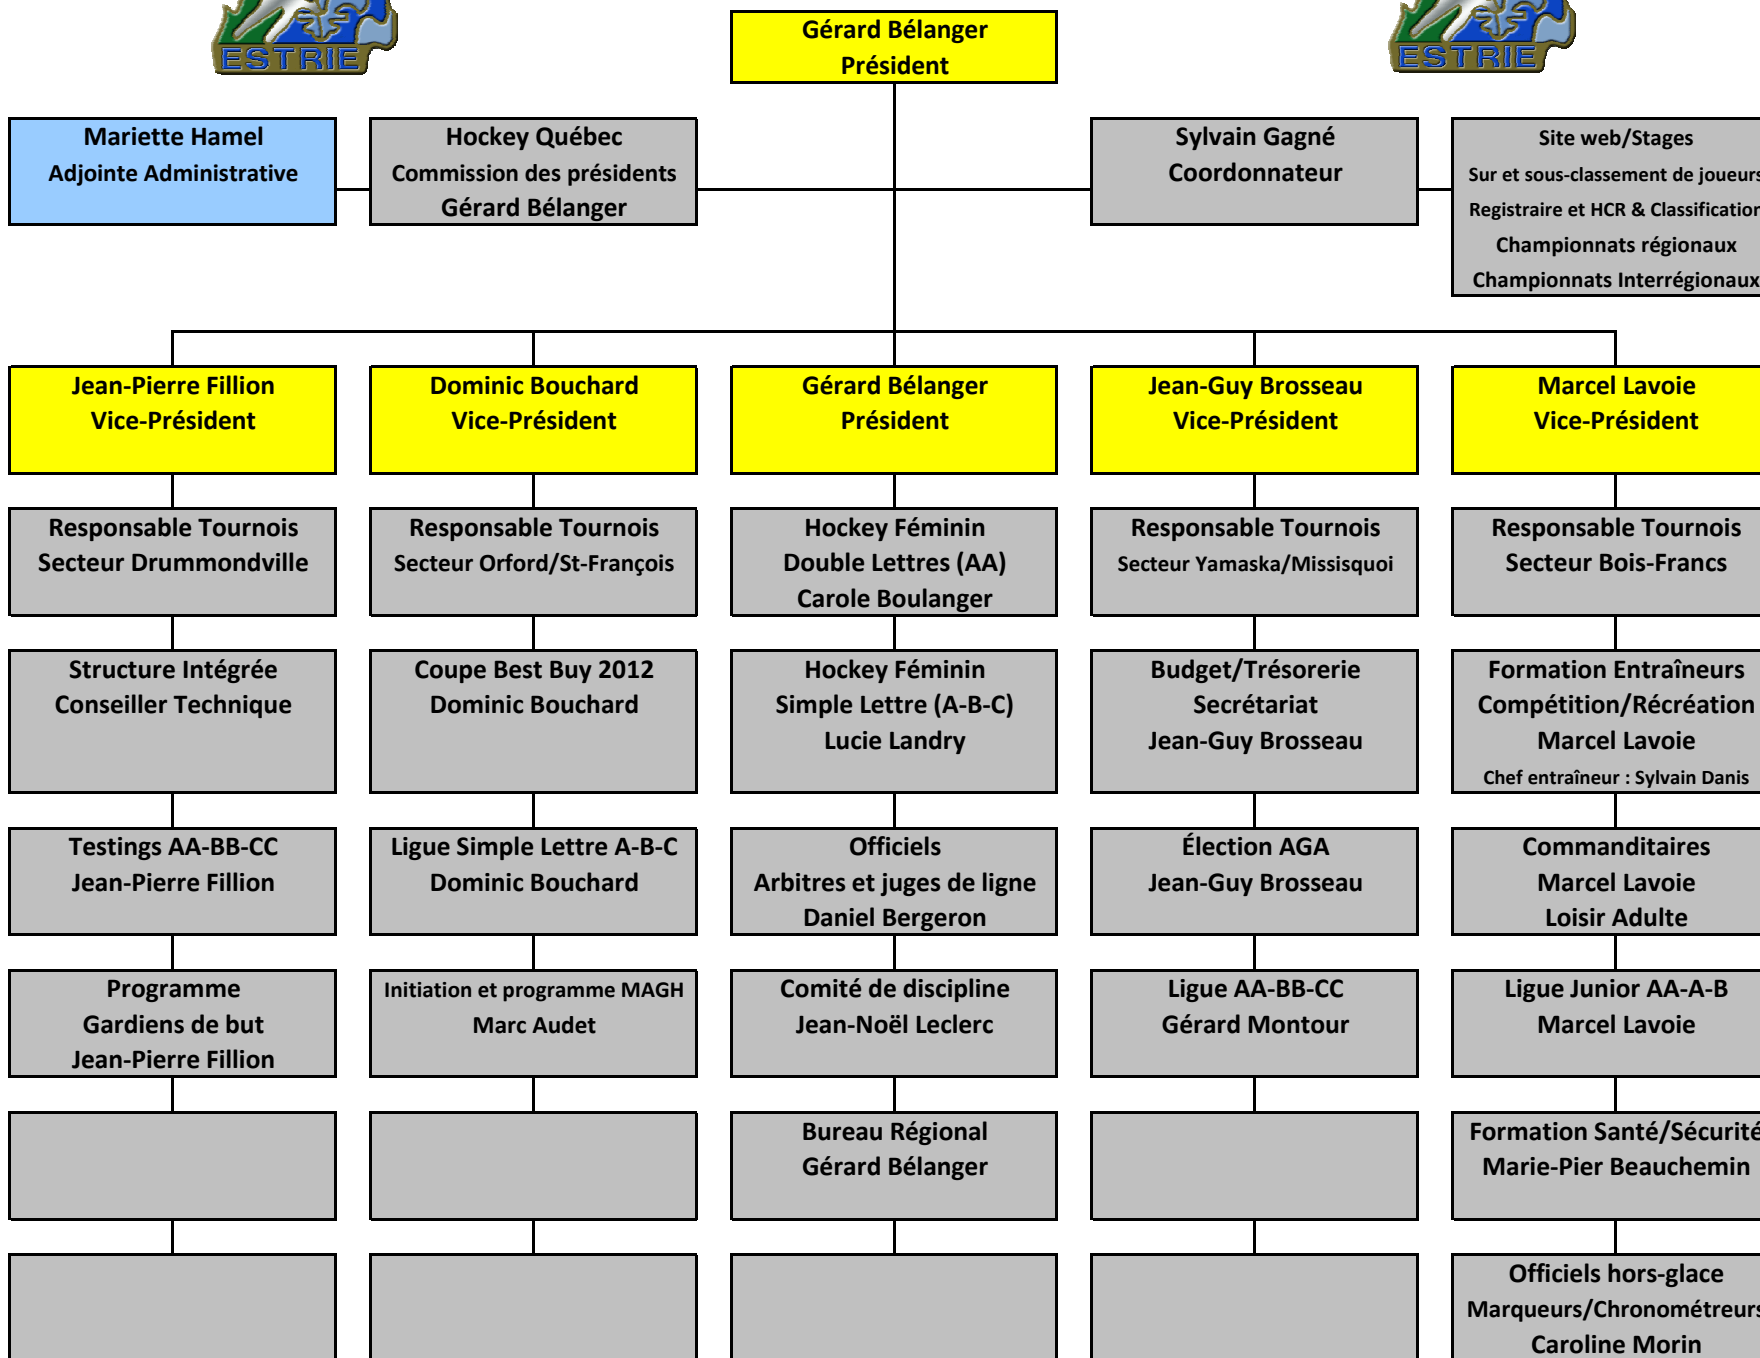 ESTRIE
ESTRIE
Gérard Bélanger
Président
Mariette Hamel
Adjointe Administrative
Hockey Québec
Commission des présidents
Gérard Bélanger
Sylvain Gagné
Coordonnateur
Site web/Stages
Sur et sous-classement de joueurs
Registraire et HCR & Classification
Championnats régionaux
Championnats Interrégionaux
Jean-Pierre Fillion
Vice-Président
Dominic Bouchard
Vice-Président
Gérard Bélanger
Président
Jean-Guy Brosseau
Vice-Président
Marcel Lavoie
Vice-Président
Responsable Tournois
Secteur Drummondville
Responsable Tournois
Secteur Orford/St-François
Hockey Féminin
Double Lettres (AA)
Carole Boulanger
Responsable Tournois
Secteur Yamaska/Missisquoi
Responsable Tournois
Secteur Bois-Francs
Structure Intégrée
Conseiller Technique
Coupe Best Buy 2012
Dominic Bouchard
Hockey Féminin
Simple Lettre (A-B-C)
Lucie Landry
Budget/Trésorerie
Secrétariat
Jean-Guy Brosseau
Formation Entraîneurs
Compétition/Récréation
Marcel Lavoie
Chef entraîneur : Sylvain Danis
Testings AA-BB-CC
Jean-Pierre Fillion
Ligue Simple Lettre A-B-C
Dominic Bouchard
Officiels
Arbitres et juges de ligne
Daniel Bergeron
Élection AGA
Jean-Guy Brosseau
Commanditaires
Marcel Lavoie
Loisir Adulte
Programme
Gardiens de but
Jean-Pierre Fillion
Initiation et programme MAGH
Marc Audet
Comité de discipline
Jean-Noël Leclerc
Ligue AA-BB-CC
Gérard Montour
Ligue Junior AA-A-B
Marcel Lavoie
Bureau Régional
Gérard Bélanger
Formation Santé/Sécurité
Marie-Pier Beauchemin
Officiels hors-glace
Marqueurs/Chronométreurs
Caroline Morin